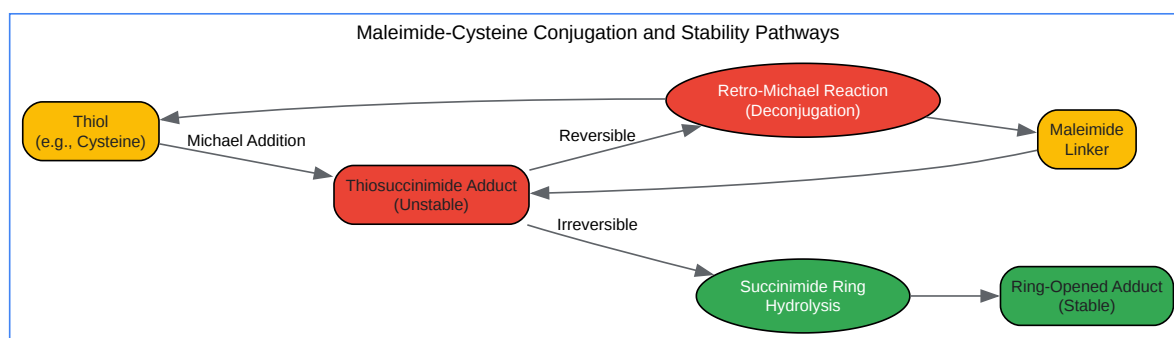 Maleimide-Cysteine Conjugation and Stability Pathways
Thiol
(e.g., Cysteine)
Michael Addition
Thiosuccinimide Adduct
(Unstable)
Reversible
Retro-Michael Reaction
(Deconjugation)
Maleimide
Linker
Irreversible
Succinimide Ring
Hydrolysis
Ring-Opened Adduct
(Stable)